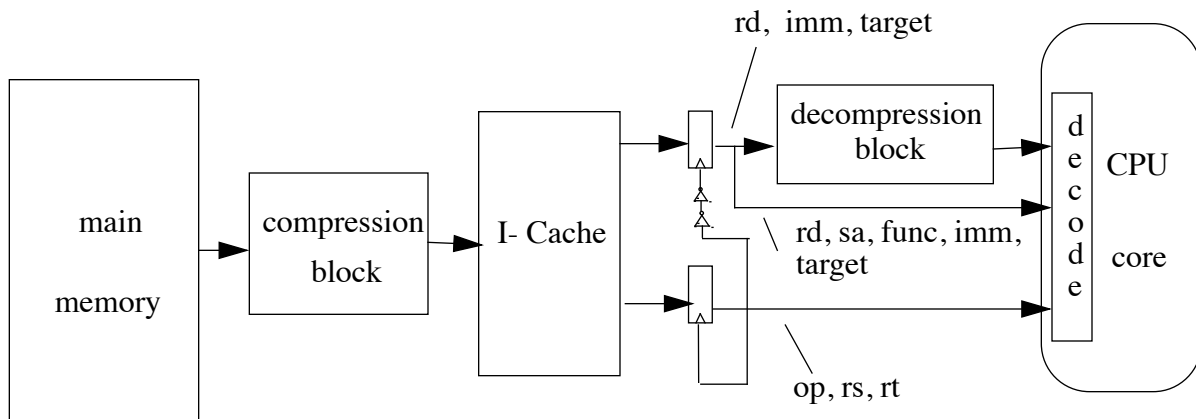 rd, imm, target
main
memory
compression
block
I- Cache
decompression
block
rd, sa, func, imm,
target
op, rs, rt
d
e
c
o
d
e
CPU
core